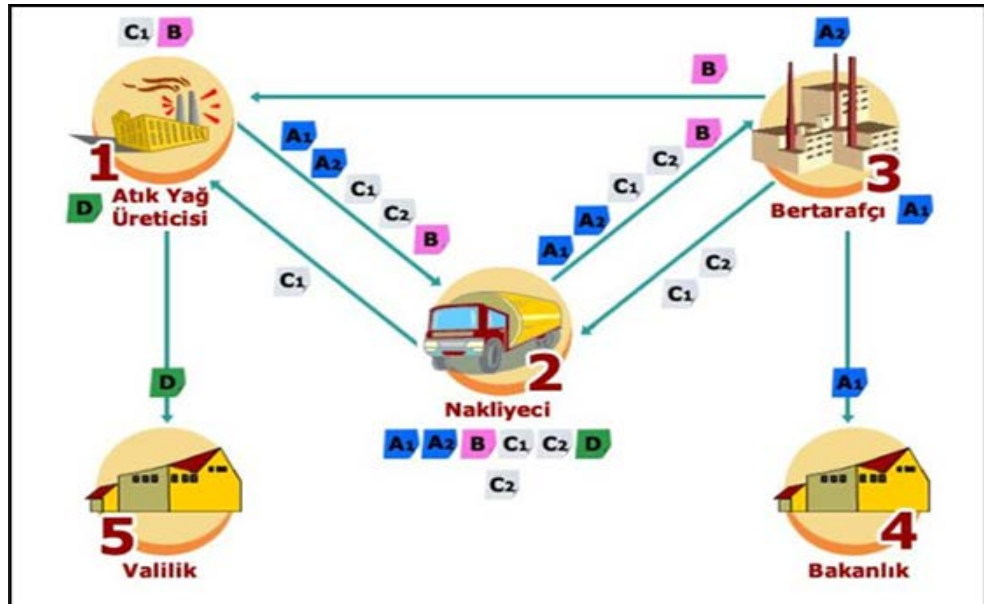 C1 B
A2
B
A1
A2
C1
C2
B
B
C2
C1
A2
A1
1
Atık Yağ
Üreticisi
D
3
Bertarafçı
A1
C1
C2
C1
2
Nakliyeci
A1 A2 B C1 C2 D
C2
D
A1
5
Valilik
4
Bakanlık